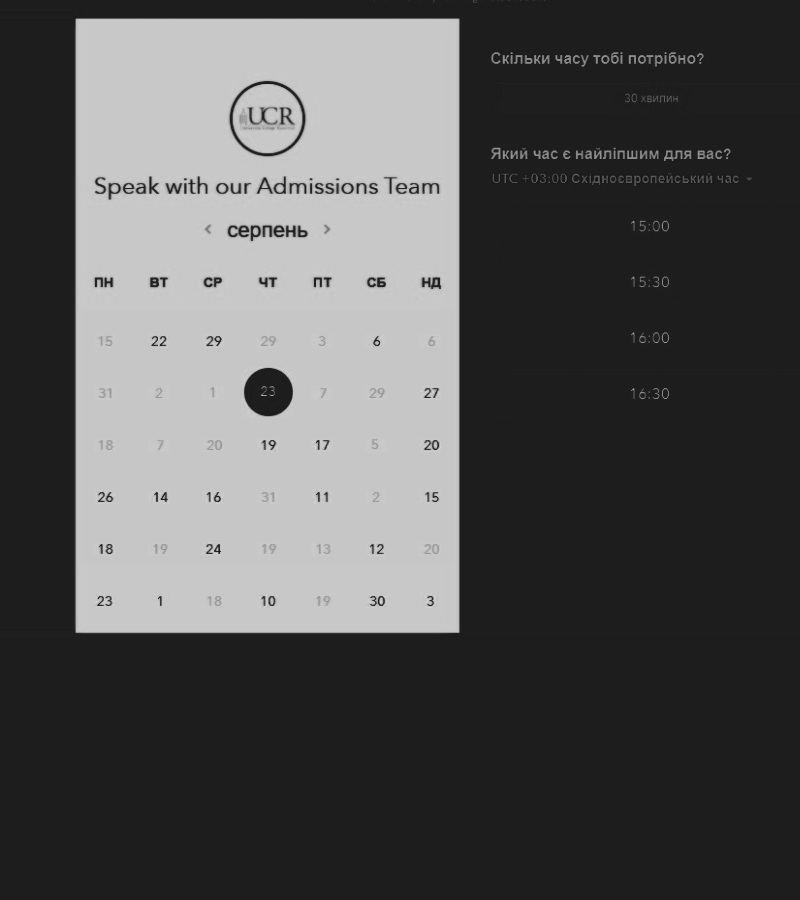 UCR
Speak with our Admissions Team
серпень
ПН ВТ СР ЧТ ПТ СБ НД
15 22 29 29 3 6 6
31 2 1 23 7 29 27
18 7 20 19 17 5 20
26 14 16 31 11 2 15
18 19 24 19 13 12 20
23 1 18 10 19 30 3
Скільки часу тобі потрібно?
30 хвилин
Який час є найліпшим для вас?
UTC +03:00 Східноєвропейський час
15:00
15:30
16:00
16:30